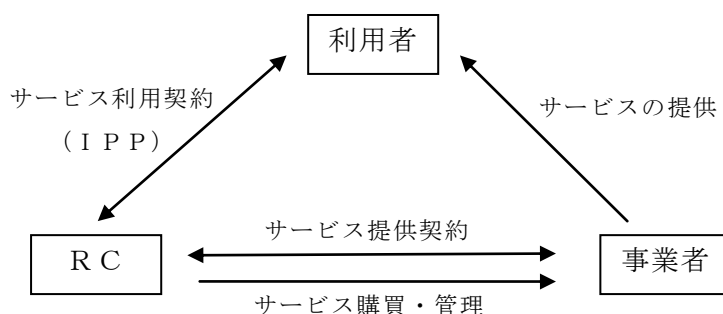 利用者
サービス利用契約
（ＩＰＰ）
サービスの提供
サービス提供契約
ＲＣ
事業者
サービス購買・管理